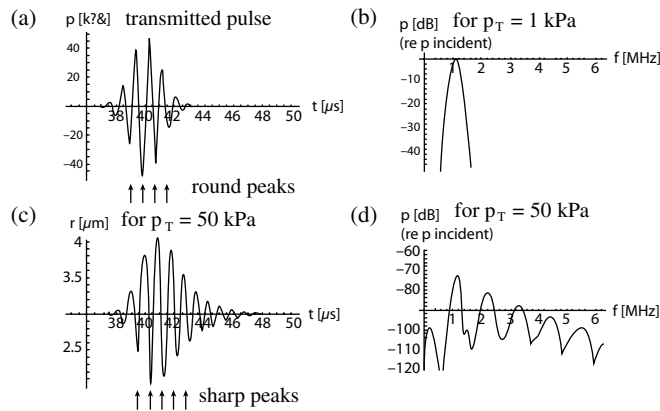 (a)
transmitted pulse
p [k?&]
40
20
−20
−40
38 40 42 44 46 48 50
t [µs]
round peaks
(b)
for p_T = 1 kPa
p [dB]
(re p incident)
−10
−20
−30
−40
1 2 3 4 5 6
f [MHz]
(c)
for p_T = 50 kPa
r [µm]
4
3.5
2.5
38 40 42 44 46 48 50
t [µs]
sharp peaks
(d)
for p_T = 50 kPa
p [dB]
(re p incident)
−60
−70
−80
−100
−110
−120
1 2 3 4 5 6
f [MHz]